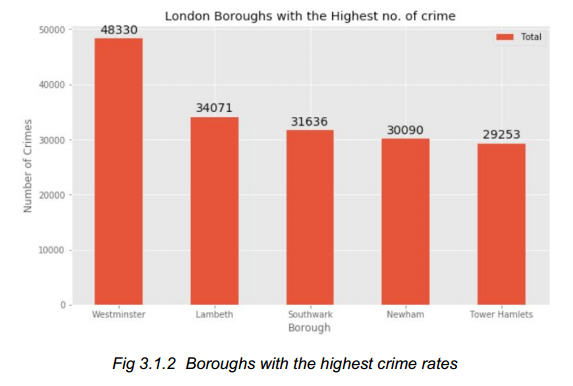 London Boroughs with the Highest no. of crime
Total
48330
34071
31636
30090
29253
50000
40000
30000
20000
10000
0
Number of Crimes
Westminster Lambeth Southwark Newham Tower Hamlets
Borough
Fig 3.1.2 Boroughs with the highest crime rates